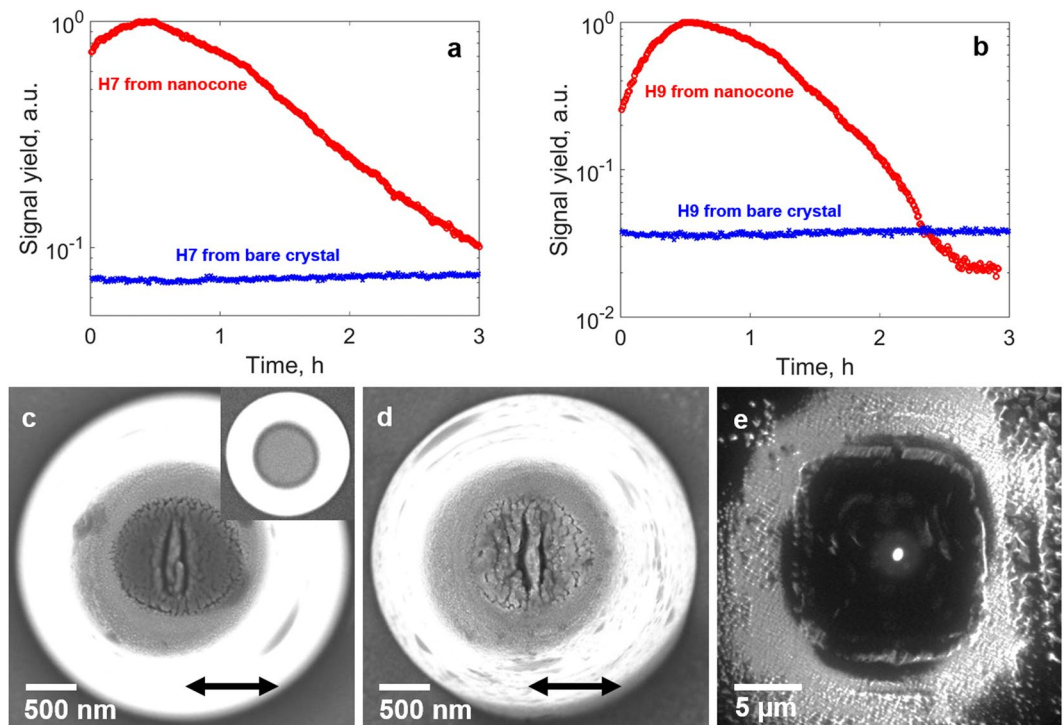 a
10⁰
H7 from nanocone
Signal yield, a.u.
H7 from bare crystal
10⁻¹
0 1 2 3
Time, h
b
10⁰
H9 from nanocone
Signal yield, a.u.
10⁻¹
H9 from bare crystal
10⁻²
0 1 2 3
Time, h
c
500 nm
d
500 nm
e
5 μm